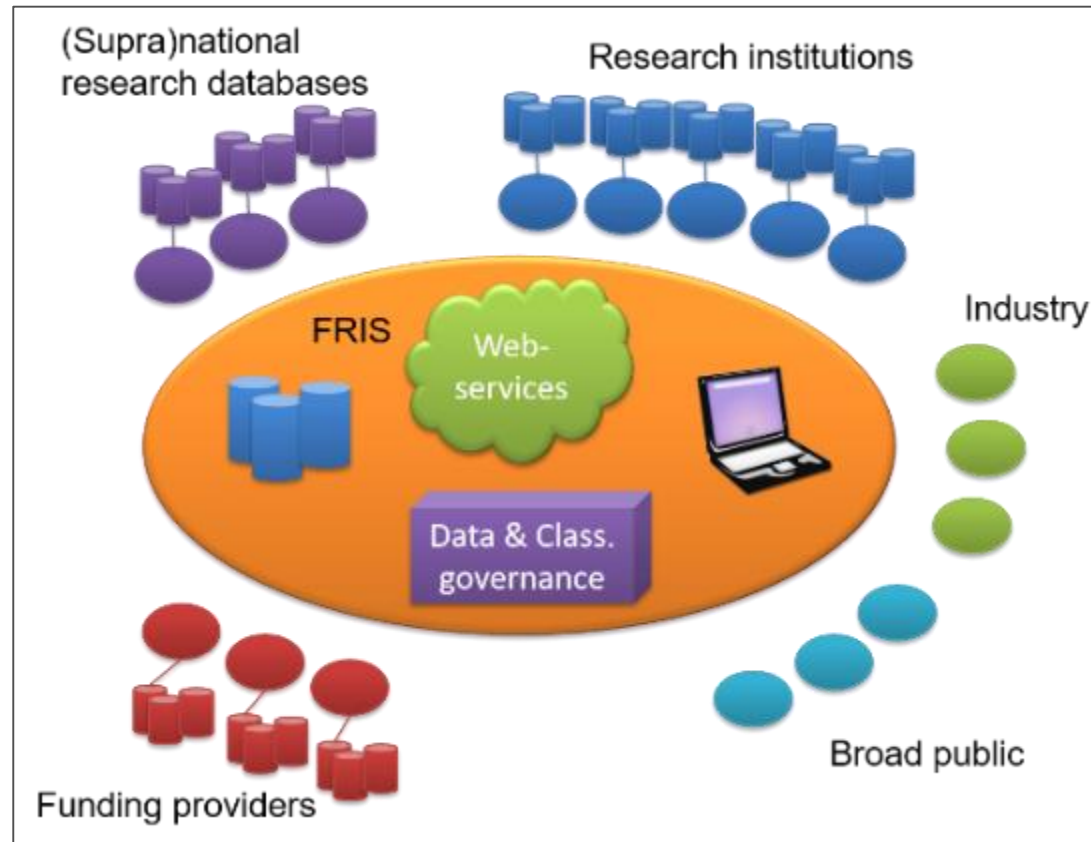 (Supra)national
research databases
Research institutions
FRIS
Web-
services
Industry
Data & Class.
governance
Broad public
Funding providers